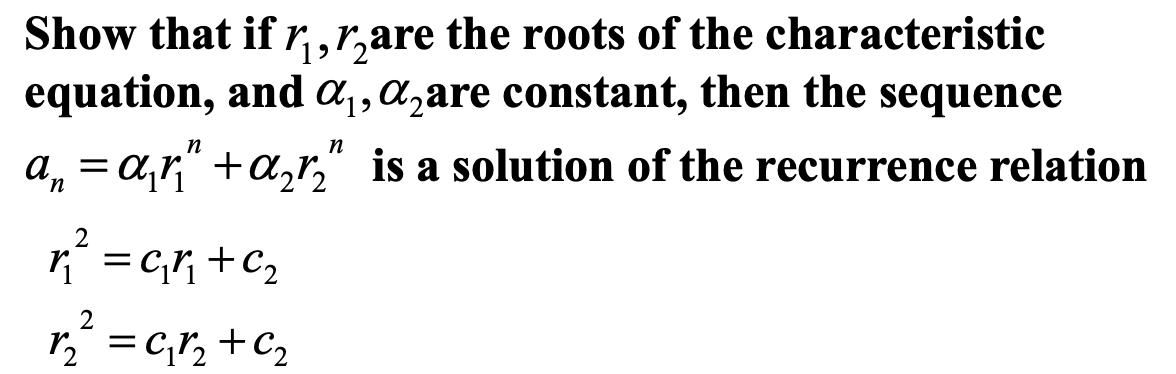 Show that if r₁, r₂ are the roots of the characteristic
equation, and α₁, α₂ are constant, then the sequence
aₙ = α₁r₁ⁿ + α₂r₂ⁿ is a solution of the recurrence relation
r₁² = c₁r₁ + c₂
r₂² = c₁r₂ + c₂